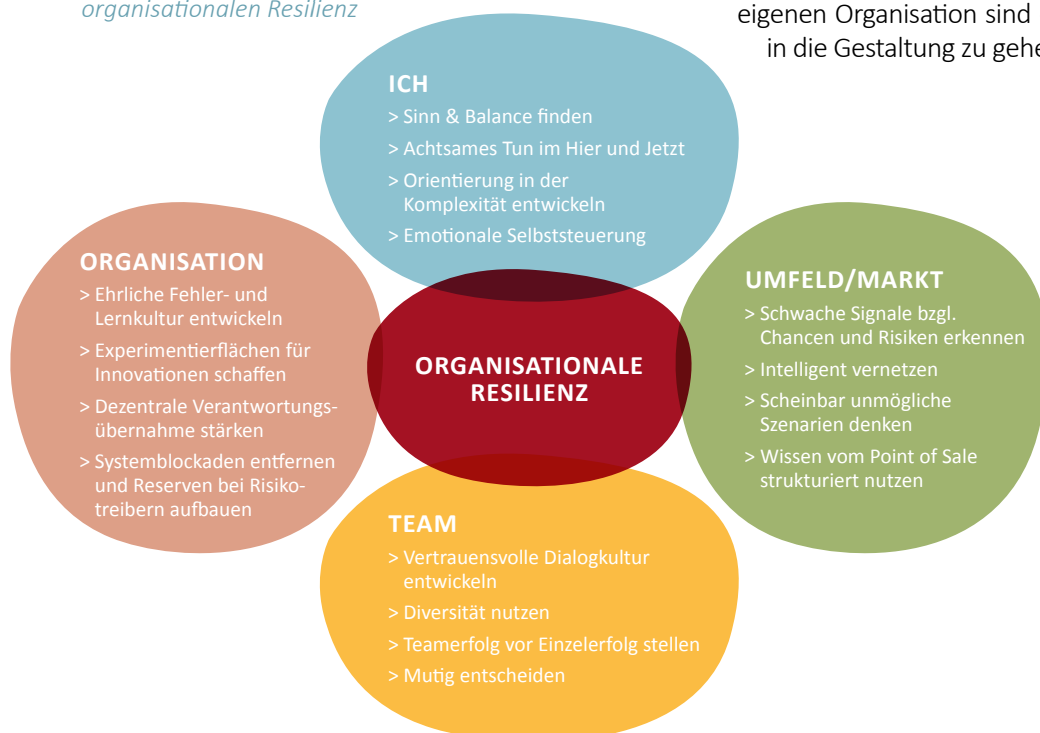 organisationalen Resilienz
eigenen Organisation sind
in die Gestaltung zu gehe
ICH
> Sinn & Balance finden
> Achtsames Tun im Hier und Jetzt
> Orientierung in der
Komplexität entwickeln
> Emotionale Selbststeuerung
ORGANISATION
> Ehrliche Fehler- und
Lernkultur entwickeln
> Experimentierflächen für
Innovationen schaffen
> Dezentrale Verantwortungs-
übernahme stärken
> Systemblockaden entfernen
und Reserven bei Risiko-
treibern aufbauen
ORGANISATIONALE
RESILIENZ
UMFELD/MARKT
> Schwache Signale bzgl.
Chancen und Risiken erkennen
> Intelligent vernetzen
> Scheinbar unmögliche
Szenarien denken
> Wissen vom Point of Sale
strukturiert nutzen
TEAM
> Vertrauensvolle Dialogkultur
entwickeln
> Diversität nutzen
> Teamerfolg vor Einzelerfolg stellen
> Mutig entscheiden